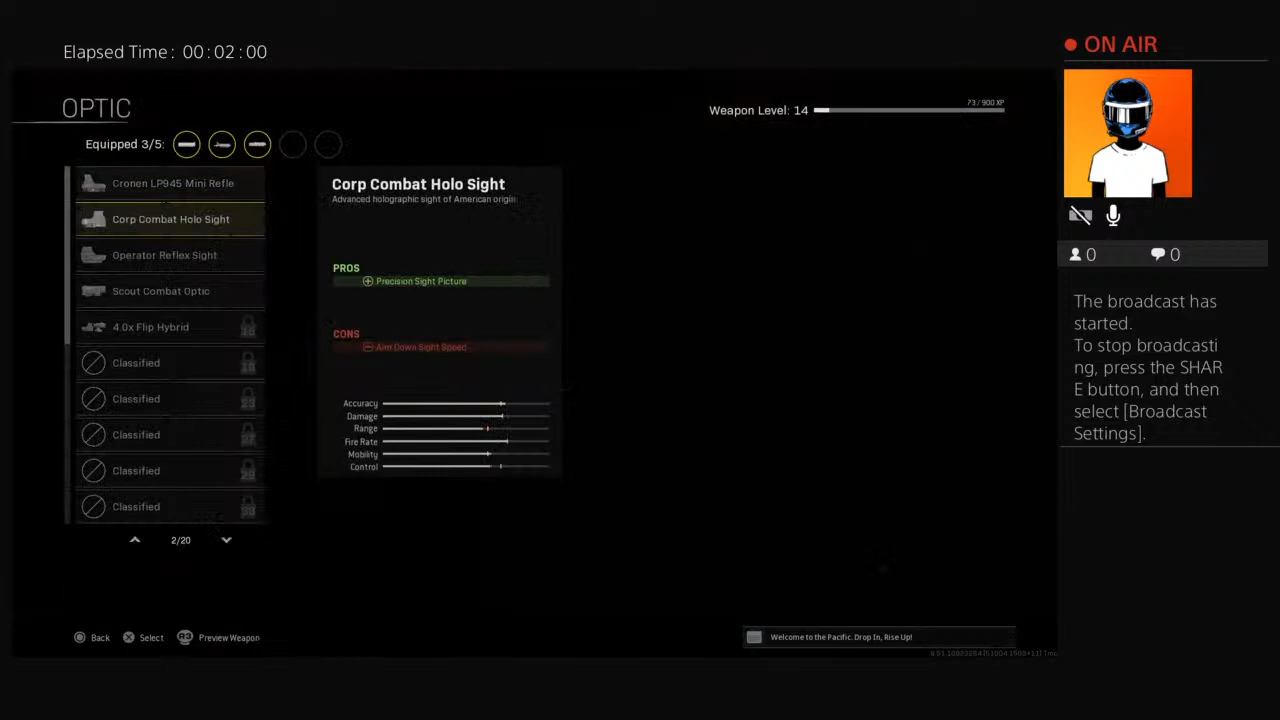 Elapsed Time: 00:02:00
ON AIR
OPTIC
Weapon Level: 14
73 / 900 XP
Equipped 3/5:
Cronen LP945 Mini Refle
Corp Combat Holo Sight
Operator Reflex Sight
Scout Combat Optic
4.0x Flip Hybrid
Classified
Classified
Classified
Classified
Classified
2/20
Corp Combat Holo Sight
Advanced holographic sight of American origin
PROS
Precision Sight Picture
CONS
Aim Down Sight Speed
Accuracy
Damage
Range
Fire Rate
Mobility
Control
0
0
The broadcast has
started.
To stop broadcasti
ng, press the SHAR
E button, and then
select [Broadcast
Settings].
Back
Select
R3 Preview Weapon
Welcome to the Pacific. Drop In, Rise Up!